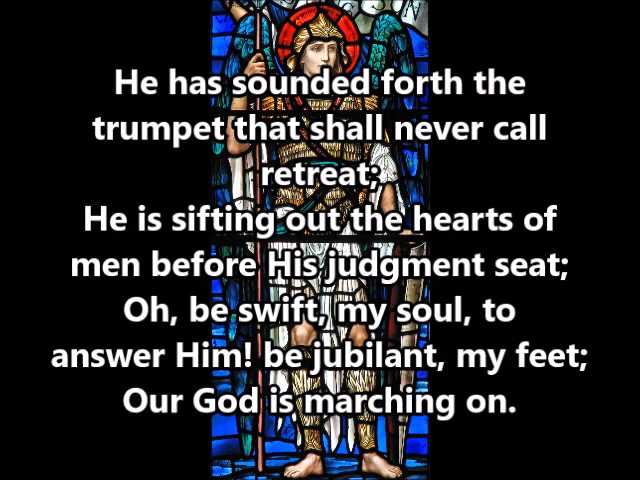 He has sounded forth the
trumpet that shall never call
retreat;
He is sifting out the hearts of
men before His judgment seat;
Oh, be swift, my soul, to
answer Him! be jubilant, my feet;
Our God is marching on.